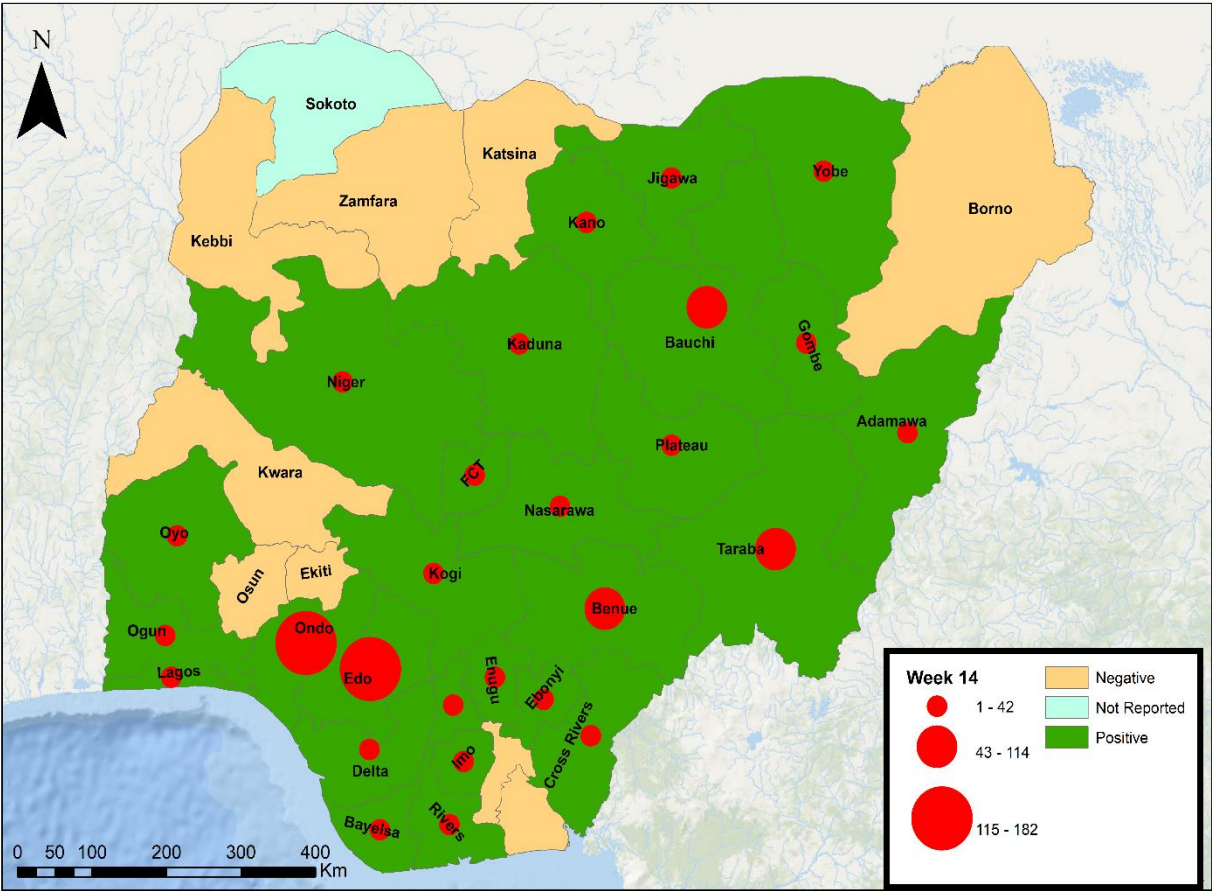 N
Sokoto
Katsina
Zamfara
Kebbi
Jigawa
Yobe
Kano
Borno
Kaduna
Bauchi
Gombe
Niger
Adamawa
Plateau
Kwara
FCT
Nasarawa
Oyo
Taraba
Osun
Ekiti
Kogi
Benue
Ogun
Ondo
Lagos
Edo
Enugu
Ebonyi
Cross Rivers
Delta
Imo
Bayelsa
Rivers
0 50 100 200 300 400
Km
Week 14
1 - 42
43 - 114
115 - 182
Negative
Not Reported
Positive